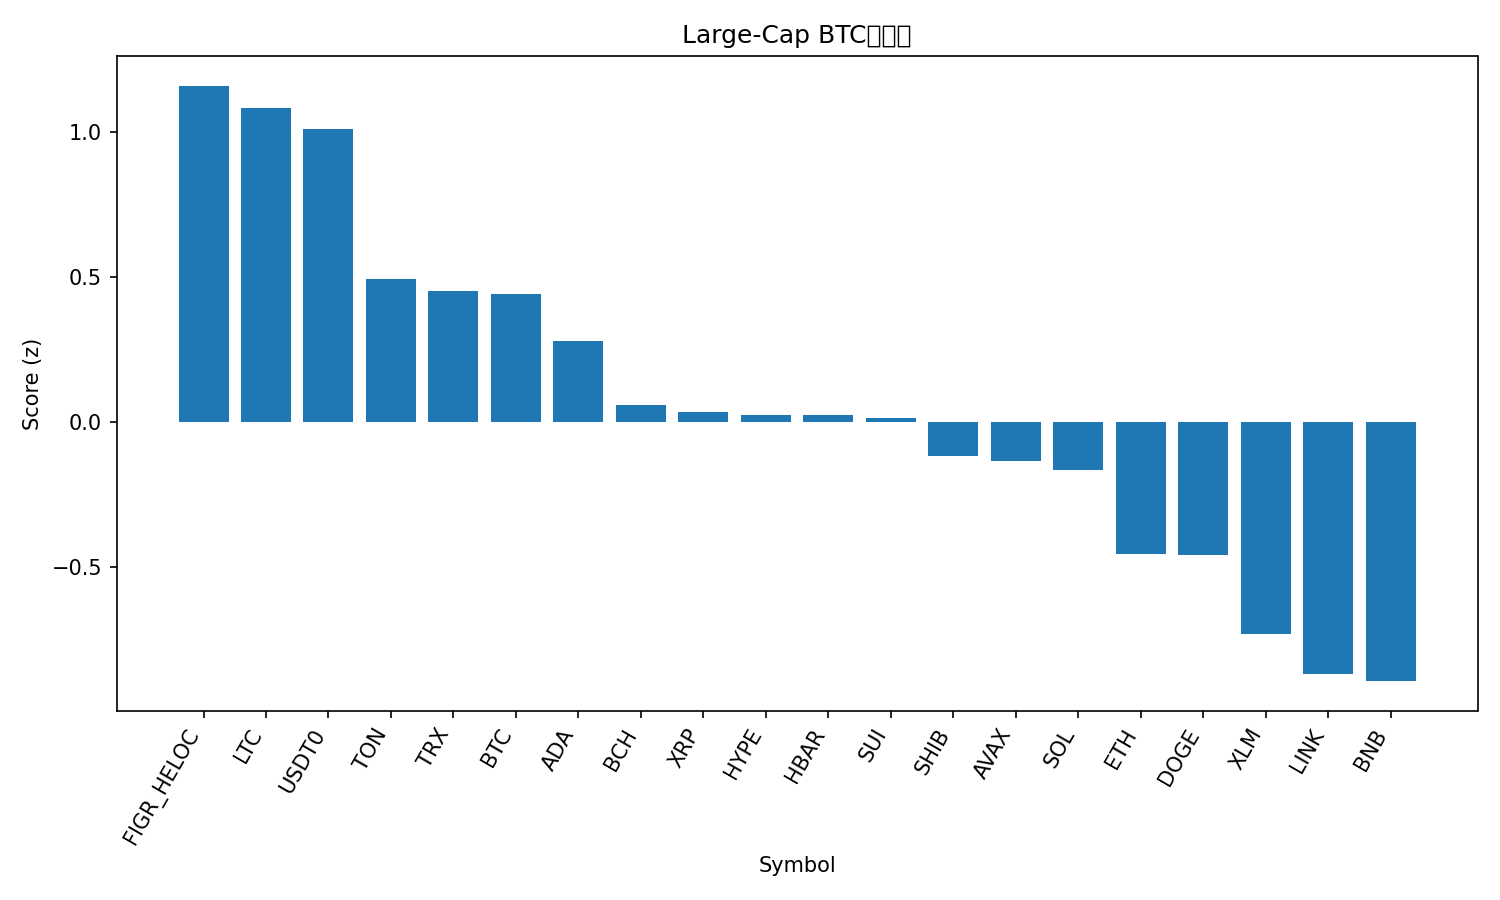 Large-Cap BTC
Score (z)
1.0
0.5
0.0
−0.5
FIGR_HELOC
LTC
USDT0
TON
TRX
BTC
ADA
BCH
XRP
HYPE
HBAR
SUI
SHIB
AVAX
SOL
ETH
DOGE
XLM
LINK
BNB
Symbol